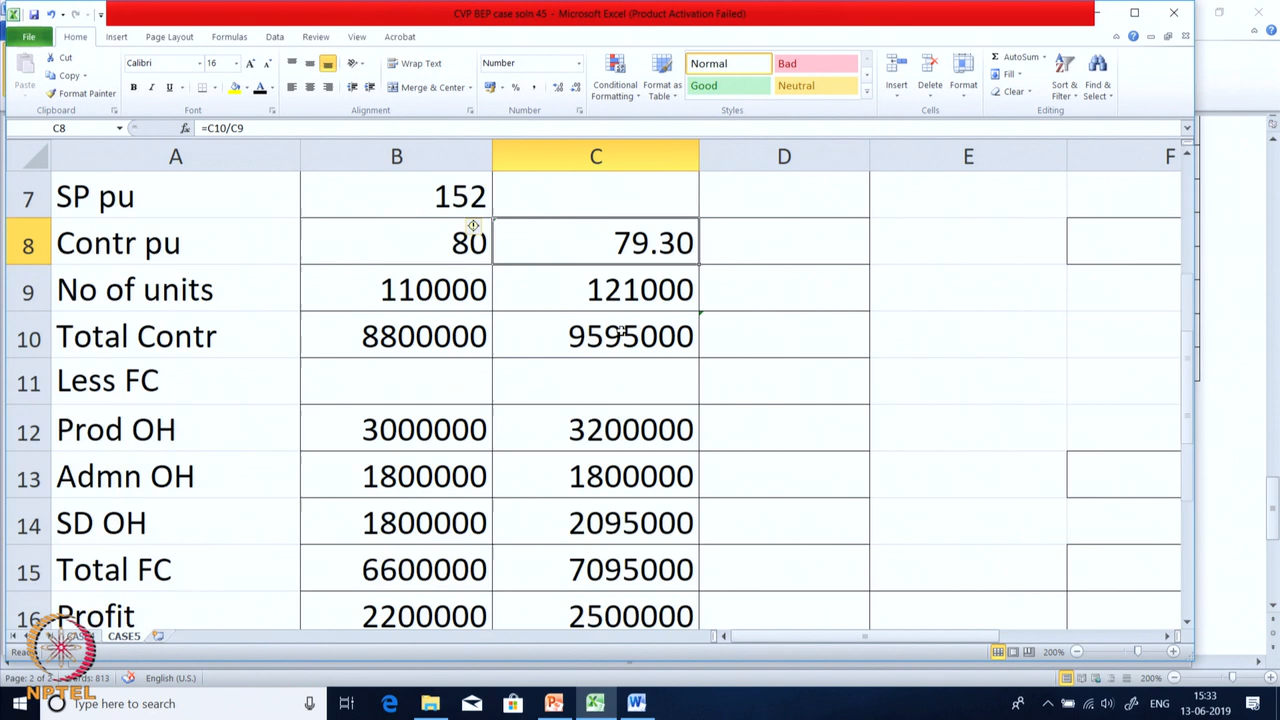 CVP BEP case soln 45 - Microsoft Excel (Product Activation Failed)
File Home Insert Page Layout Formulas Data Review View Acrobat
Paste Cut Copy Format Painter
Calibri 16 Wrap Text Number
B I U Merge & Center
Conditional Formatting Format as Table
Normal Bad
Good Neutral
Insert Delete Format
AutoSum Fill Clear
Sort & Filter Find & Select
Clipboard Font Alignment Number Styles Cells Editing
C8 fx =C10/C9
A B C D E F
7 SP pu 152
8 Contr pu 80 79.30
9 No of units 110000 121000
10 Total Contr 8800000 9595000
11 Less FC
12 Prod OH 3000000 3200000
13 Admn OH 1800000 1800000
14 SD OH 1800000 2095000
15 Total FC 6600000 7095000
16 Profit 2200000 2500000
CASE5
200%
NPTEL
English (U.S.) 200%
Type here to search
ENG 15:33
13-06-2019